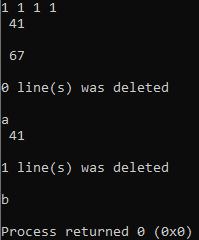 1 1 1 1
41
67
0 line(s) was deleted
a
41
1 line(s) was deleted
b
Process returned 0 (0x0)